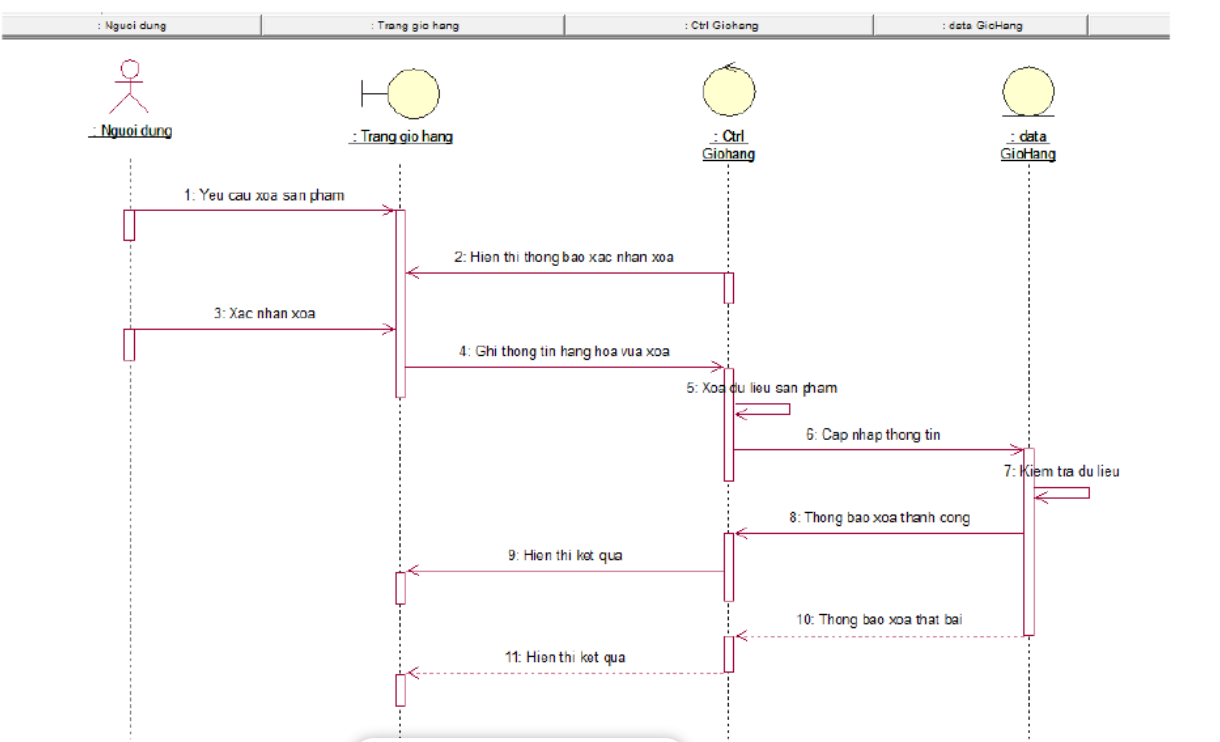 : Nguoi dung
: Trang gio hang
: Ctrl Giohang
: data GioHang
: Nguoi dung
: Trang gio hang
: Ctrl
Giohang
: data
GioHang
1: Yeu cau xoa san pham
2: Hien thi thong bao xac nhan xoa
3: Xac nhan xoa
4: Ghi thong tin hang hoa vua xoa
5: Xoa du lieu san pham
6: Cap nhap thong tin
7: Kiem tra du lieu
8: Thong bao xoa thanh cong
9: Hien thi ket qua
10: Thong bao xoa that bai
11: Hien thi ket qua